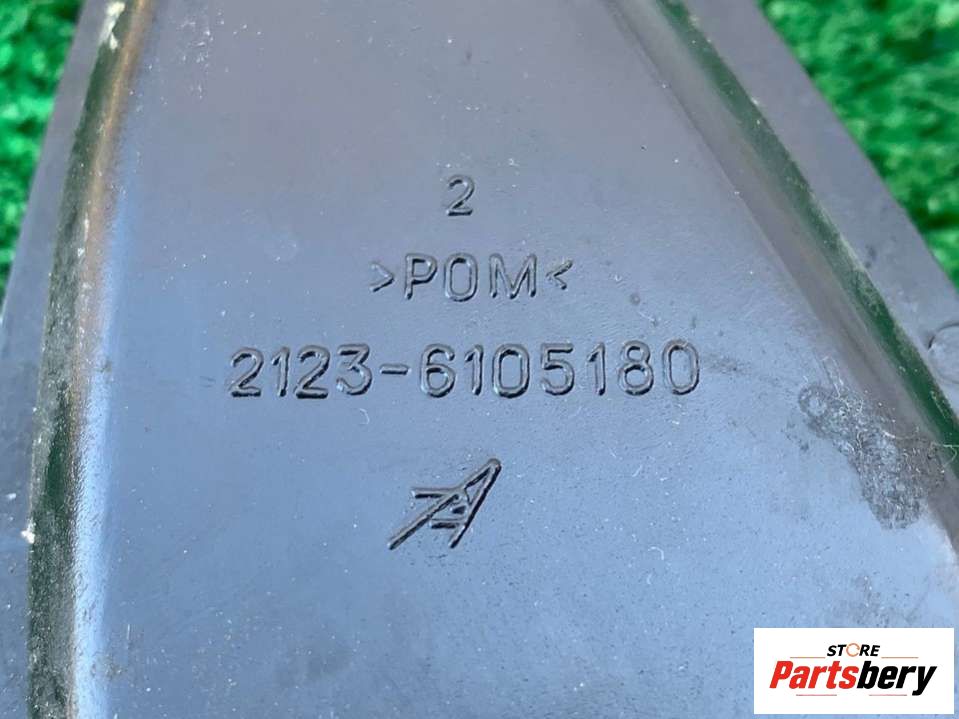 2
>POM<
2123-6105180
STORE
Partsbery